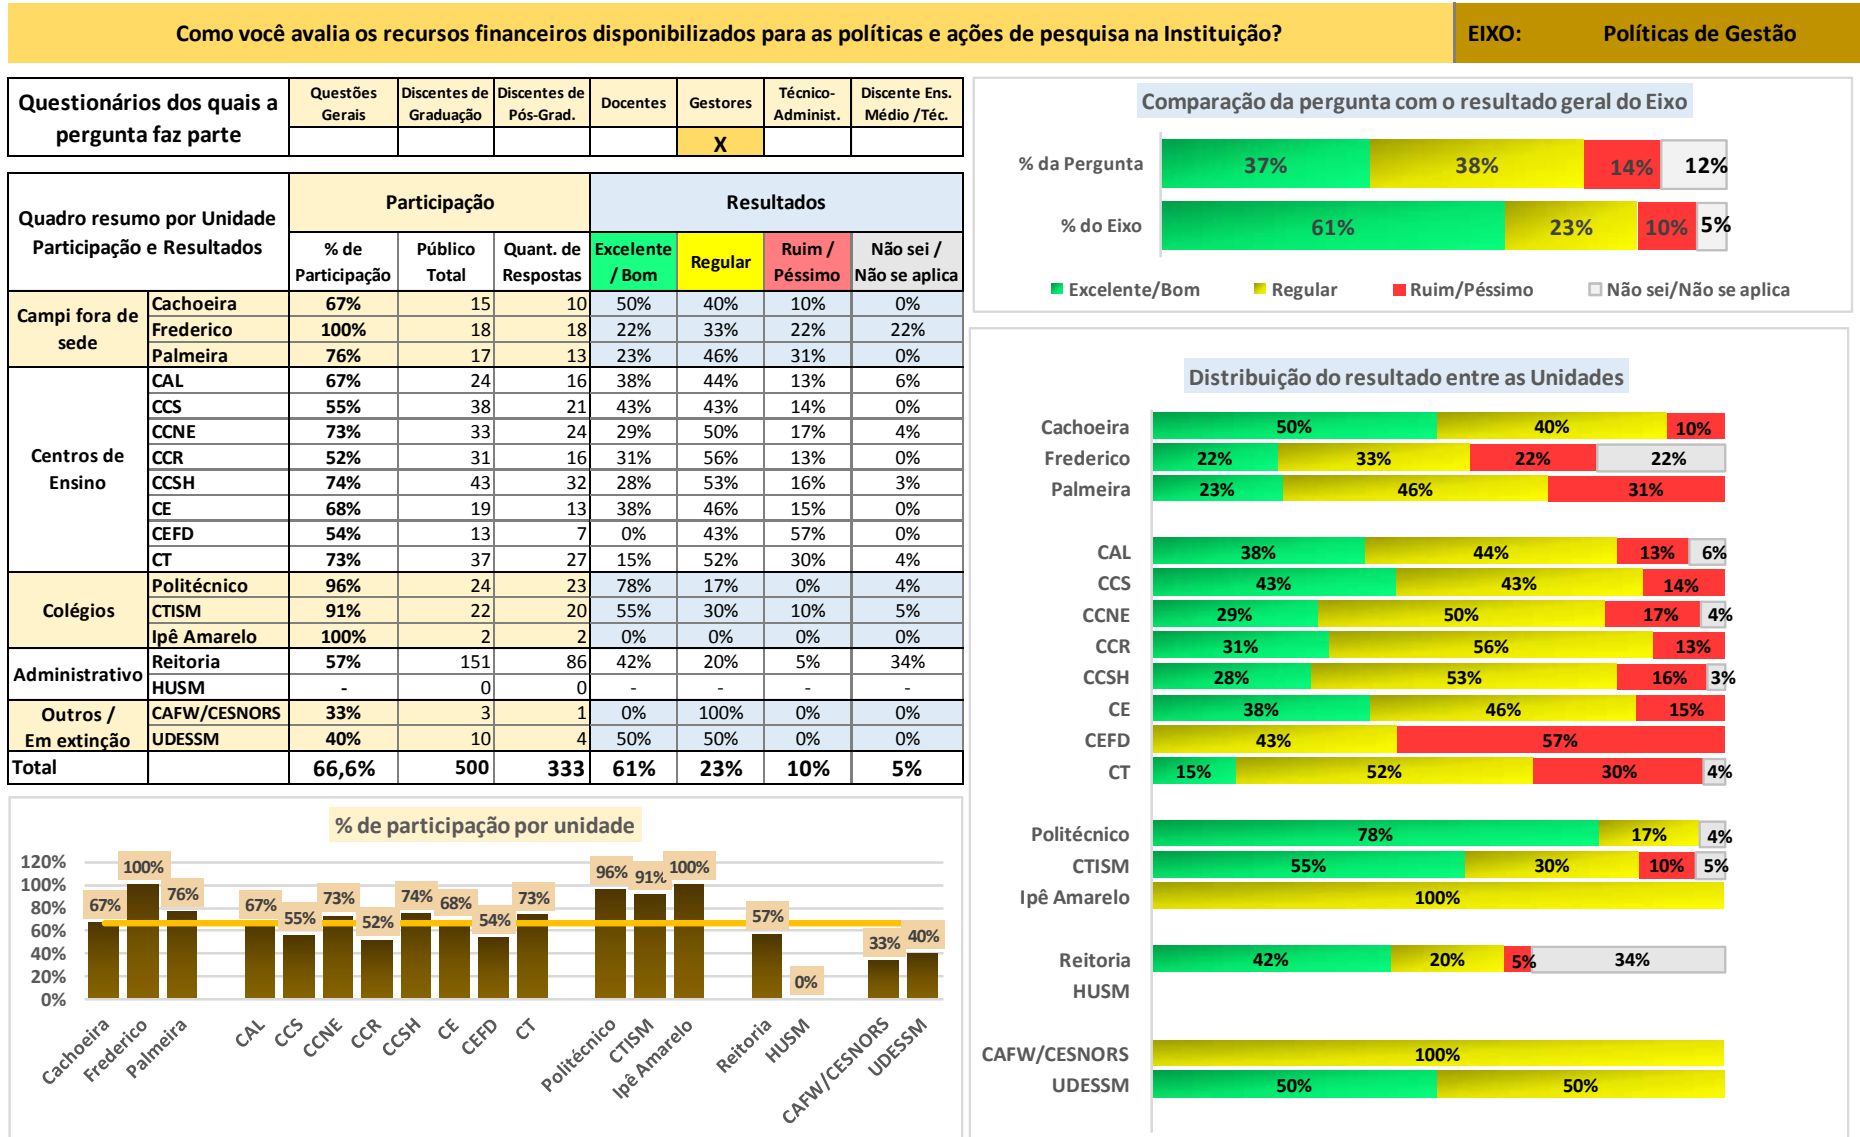 Como você avalia os recursos financeiros disponibilizados para as políticas e ações de pesquisa na Instituição?
EIXO: Políticas de Gestão
Questionários dos quais a pergunta faz parte
Questões Gerais
Discentes de Graduação
Discentes de Pós-Grad.
Docentes
Gestores
Técnico-Administ.
Discente Ens. Médio /Téc.
X
Quadro resumo por Unidade
Participação e Resultados
Participação
Resultados
% de Participação
Público Total
Quant. de Respostas
Excelente / Bom
Regular
Ruim / Péssimo
Não sei / Não se aplica
Campi fora de sede
Cachoeira 67% 15 10 50% 40% 10% 0%
Frederico 100% 18 18 22% 33% 22% 22%
Palmeira 76% 17 13 23% 46% 31% 0%
Centros de Ensino
CAL 67% 24 16 38% 44% 13% 6%
CCS 55% 38 21 43% 43% 14% 0%
CCNE 73% 33 24 29% 50% 17% 4%
CCR 52% 31 16 31% 56% 13% 0%
CCSH 74% 43 32 28% 53% 16% 3%
CE 68% 19 13 38% 46% 15% 0%
CEFD 54% 13 7 0% 43% 57% 0%
CT 73% 37 27 15% 52% 30% 4%
Colégios
Politécnico 96% 24 23 78% 17% 0% 4%
CTISM 91% 22 20 55% 30% 10% 5%
Ipê Amarelo 100% 2 2 0% 0% 0% 0%
Administrativo
Reitoria 57% 151 86 42% 20% 5% 34%
HUSM - 0 0 - - - -
Outros / Em extinção
CAFW/CESNORS 33% 3 1 0% 100% 0% 0%
UDESSM 40% 10 4 50% 50% 0% 0%
Total 66,6% 500 333 61% 23% 10% 5%
% de participação por unidade
120%
100%
80%
60%
40%
20%
0%
67% 100% 76% 67% 55% 73% 52% 74% 68% 54% 73% 96% 91% 100% 57% 0% 33% 40%
Cachoeira Frederico Palmeira CAL CCS CCNE CCR CCSH CE CEFD CT Politécnico CTISM Ipê Amarelo Reitoria HUSM CAFW/CESNORS UDESSM
Comparação da pergunta com o resultado geral do Eixo
% da Pergunta 37% 38% 14% 12%
% do Eixo 61% 23% 10% 5%
Excelente/Bom Regular Ruim/Péssimo Não sei/Não se aplica
Distribuição do resultado entre as Unidades
Cachoeira 50% 40% 10%
Frederico 22% 33% 22% 22%
Palmeira 23% 46% 31%
CAL 38% 44% 13% 6%
CCS 43% 43% 14%
CCNE 29% 50% 17% 4%
CCR 31% 56% 13%
CCSH 28% 53% 16% 3%
CE 38% 46% 15%
CEFD 43% 57%
CT 15% 52% 30% 4%
Politécnico 78% 17% 4%
CTISM 55% 30% 10% 5%
Ipê Amarelo 100%
Reitoria 42% 20% 5% 34%
HUSM
CAFW/CESNORS 100%
UDESSM 50% 50%